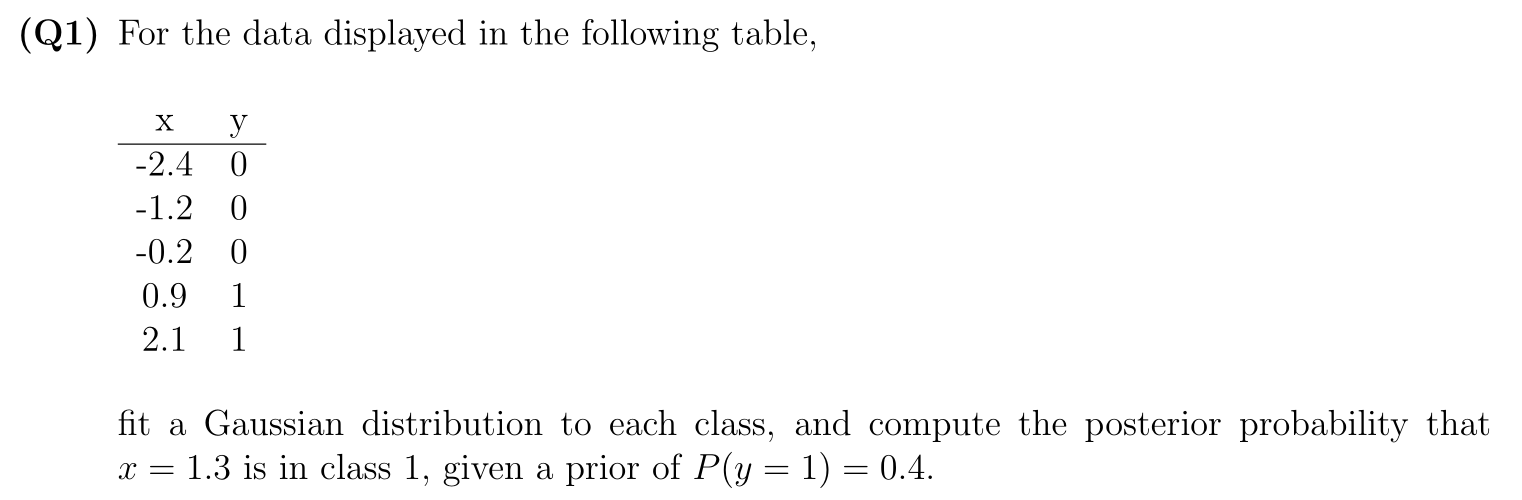 (Q1) For the data displayed in the following table,
x y
-2.4 0
-1.2 0
-0.2 0
0.9 1
2.1 1
fit a Gaussian distribution to each class, and compute the posterior probability that
x = 1.3 is in class 1, given a prior of P(y = 1) = 0.4.